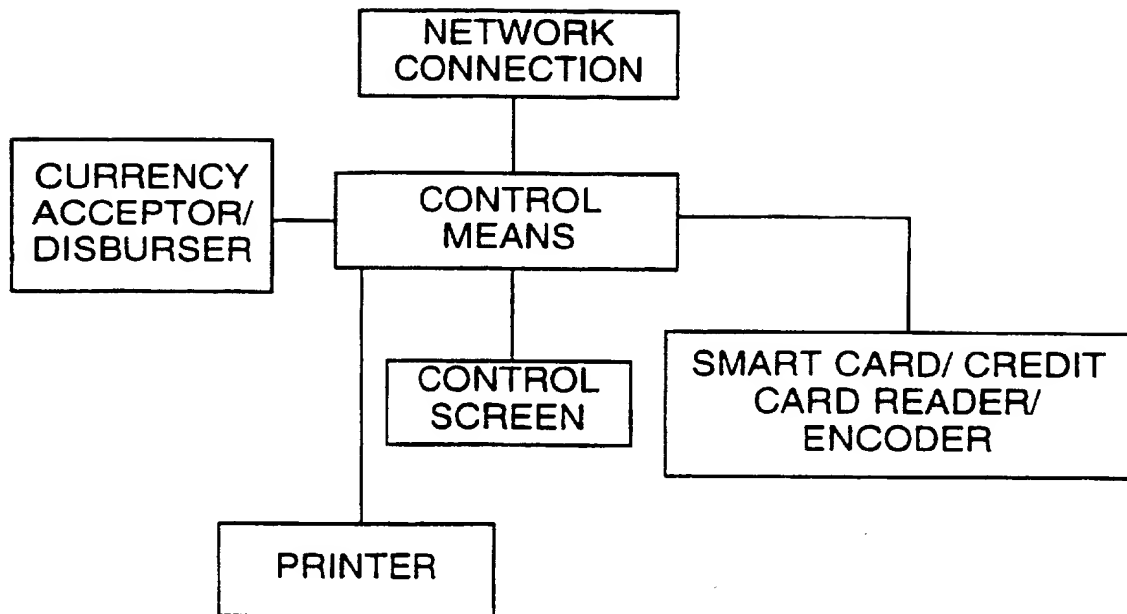 NETWORK
CONNECTION
CURRENCY
ACCEPTOR/
DISBURSER
CONTROL
MEANS
CONTROL
SCREEN
SMART CARD/ CREDIT
CARD READER/
ENCODER
PRINTER